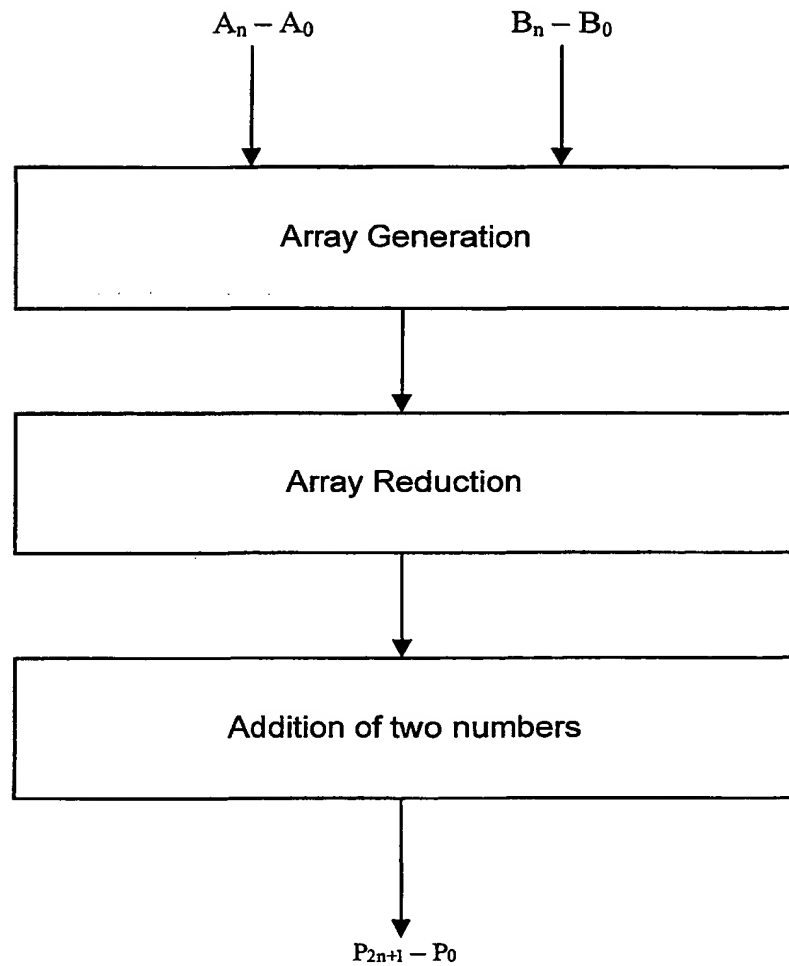 Aₙ – A₀ Bₙ – B₀
Array Generation
Array Reduction
Addition of two numbers
P₂ₙ₊₁ – P₀